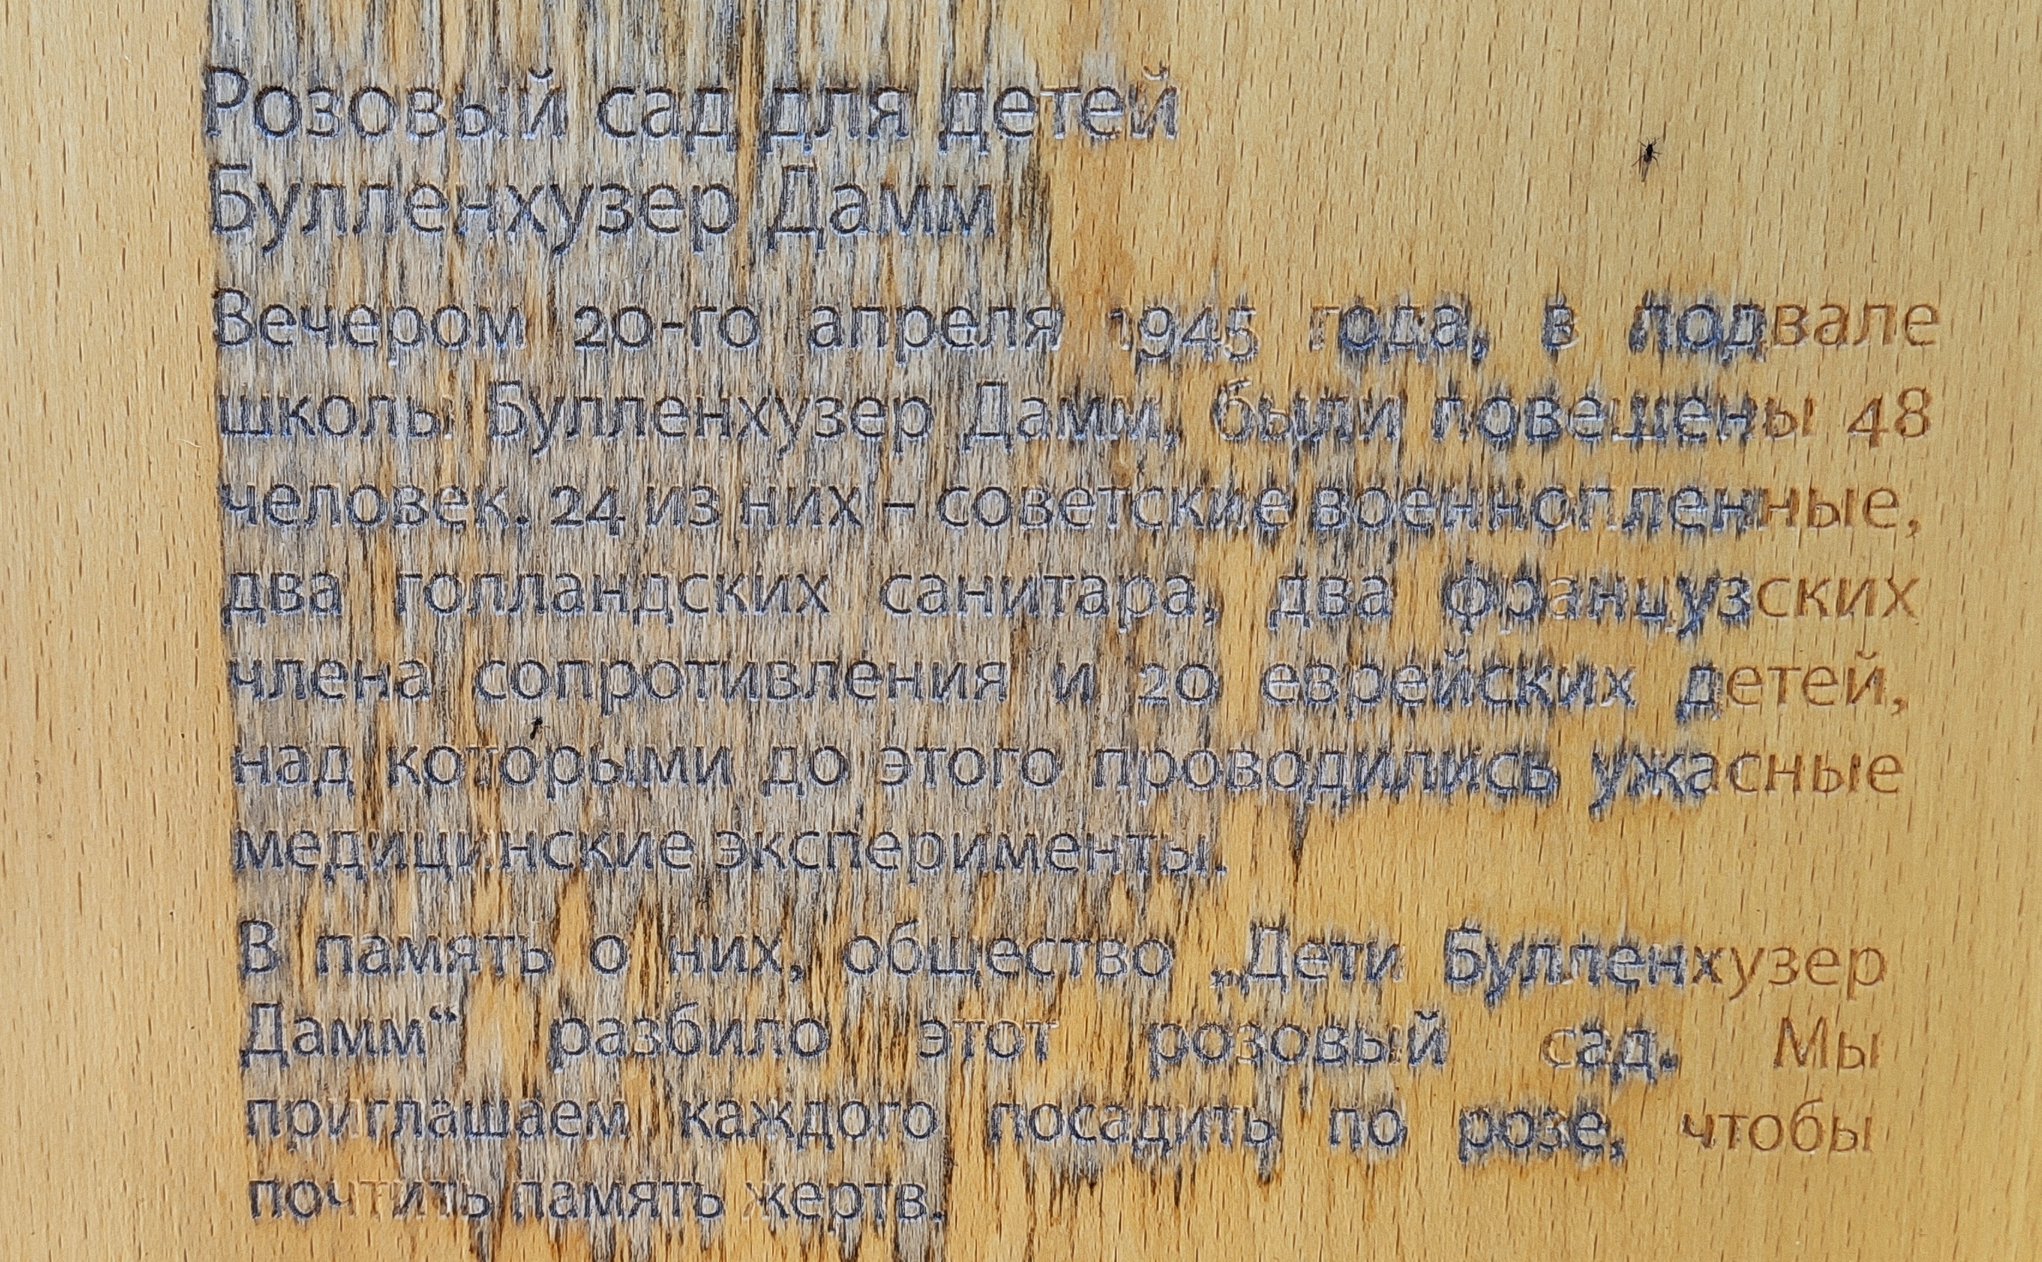 Розовый сад для детей
Булленхузер Дамм
Вечером 20-го апреля 1945 года, в подвале
школы Булленхузер Дамм, были повешены 48
человек. 24 из них – советские военнопленные,
два голландских санитара, два французских
члена сопротивления и 20 еврейских детей,
над которыми до этого проводились ужасные
медицинские эксперименты.
В память о них, общество „Дети Булленхузер
Дамм“ разбило этот розовый сад. Мы
приглашаем каждого посадить по розе, чтобы
почтить память жертв.